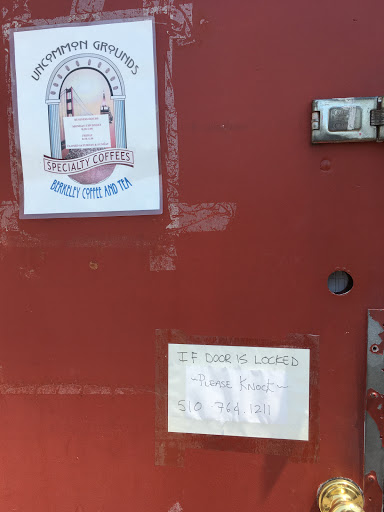 UNCOMMON GROUNDS
SPECIALTY COFFEES
BERKELEY COFFEE AND TEA
IF DOOR IS LOCKED
~PLEASE KNOCK~
510 764.1211